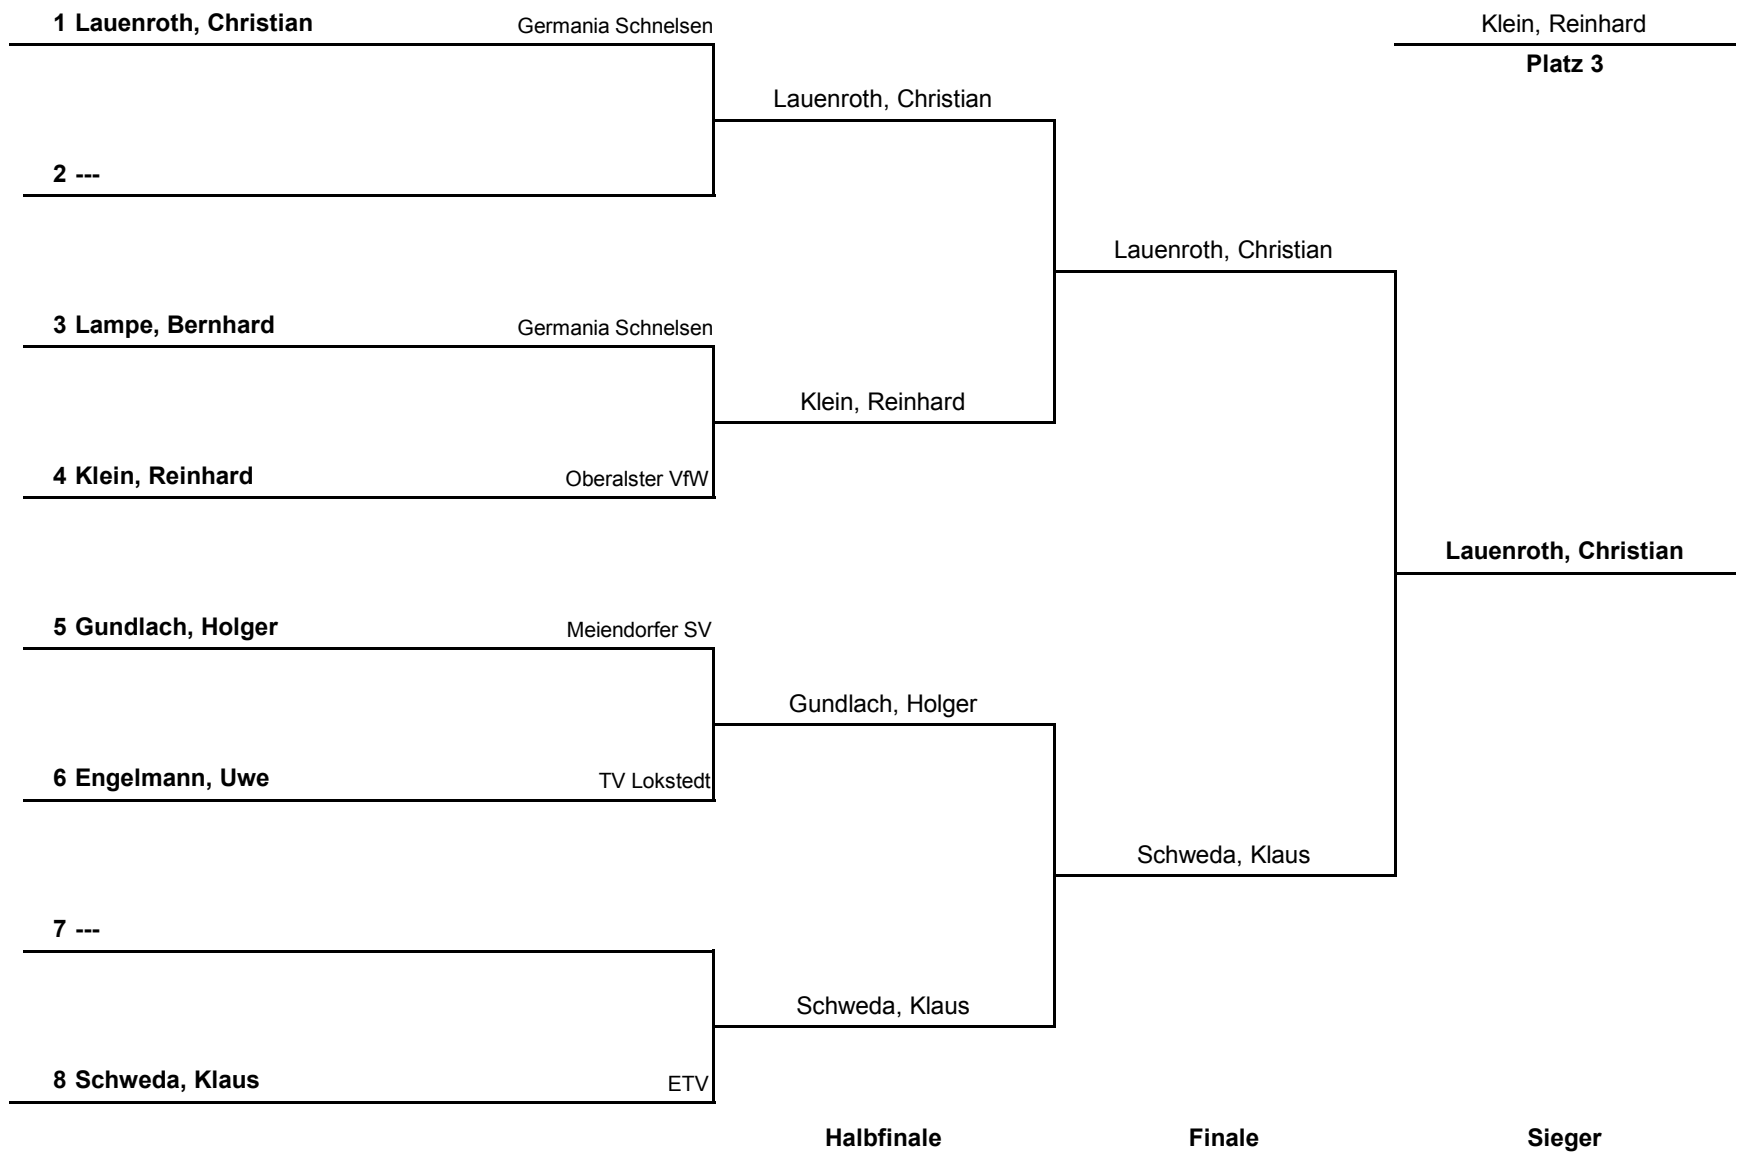 1 Lauenroth, Christian Germania Schnelsen
Klein, Reinhard
Platz 3
Lauenroth, Christian
2 ---
Lauenroth, Christian
3 Lampe, Bernhard Germania Schnelsen
Klein, Reinhard
4 Klein, Reinhard Oberalster VfW
Lauenroth, Christian
5 Gundlach, Holger Meiendorfer SV
Gundlach, Holger
6 Engelmann, Uwe TV Lokstedt
Schweda, Klaus
7 ---
Schweda, Klaus
8 Schweda, Klaus ETV
Halbfinale Finale Sieger